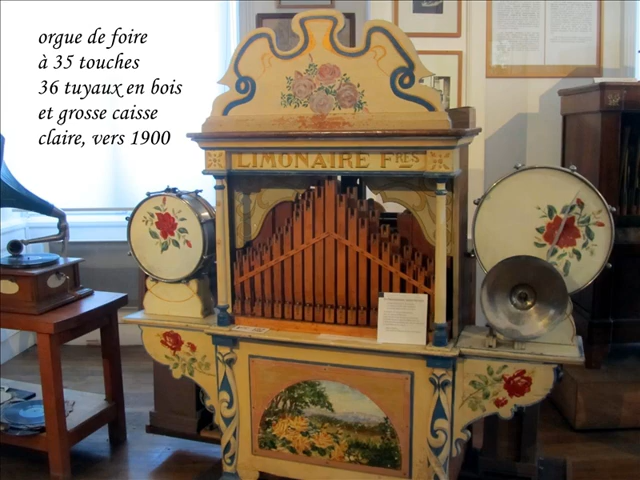 orgue de foire
à 35 touches
36 tuyaux en bois
et grosse caisse
claire, vers 1900
LIMONAIRE FRES